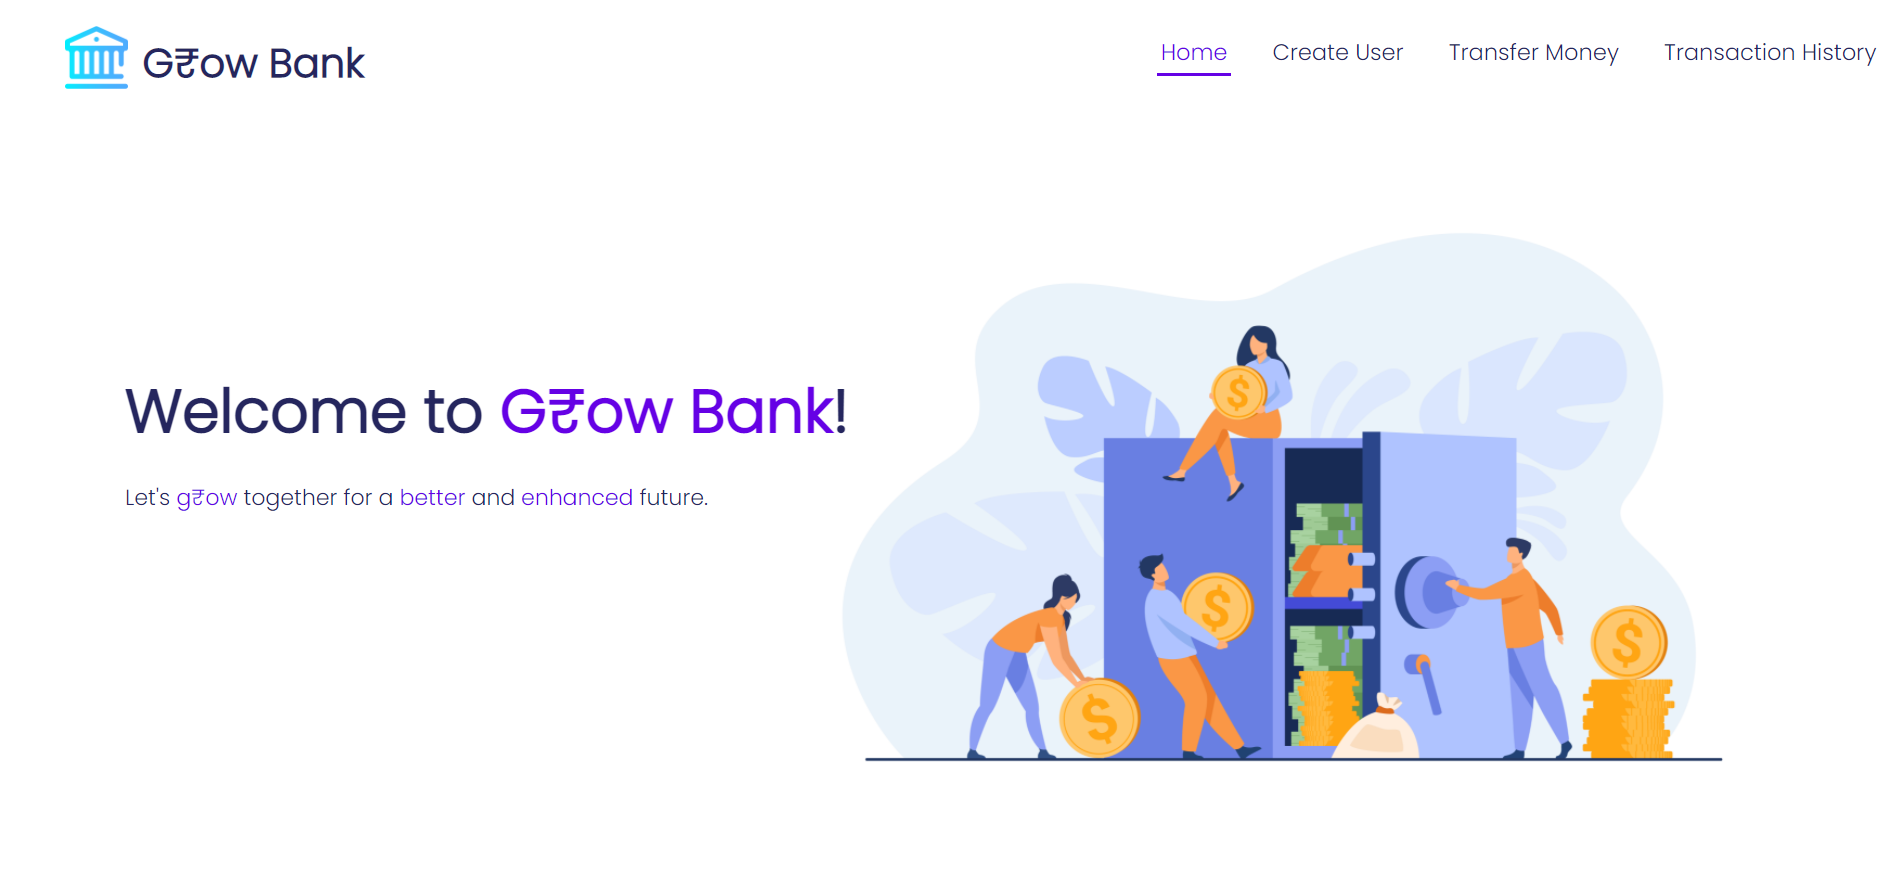 G₹ow Bank
Home Create User Transfer Money Transaction History
Welcome to G₹ow Bank!
Let's g₹ow together for a better and enhanced future.
$
$
$
$